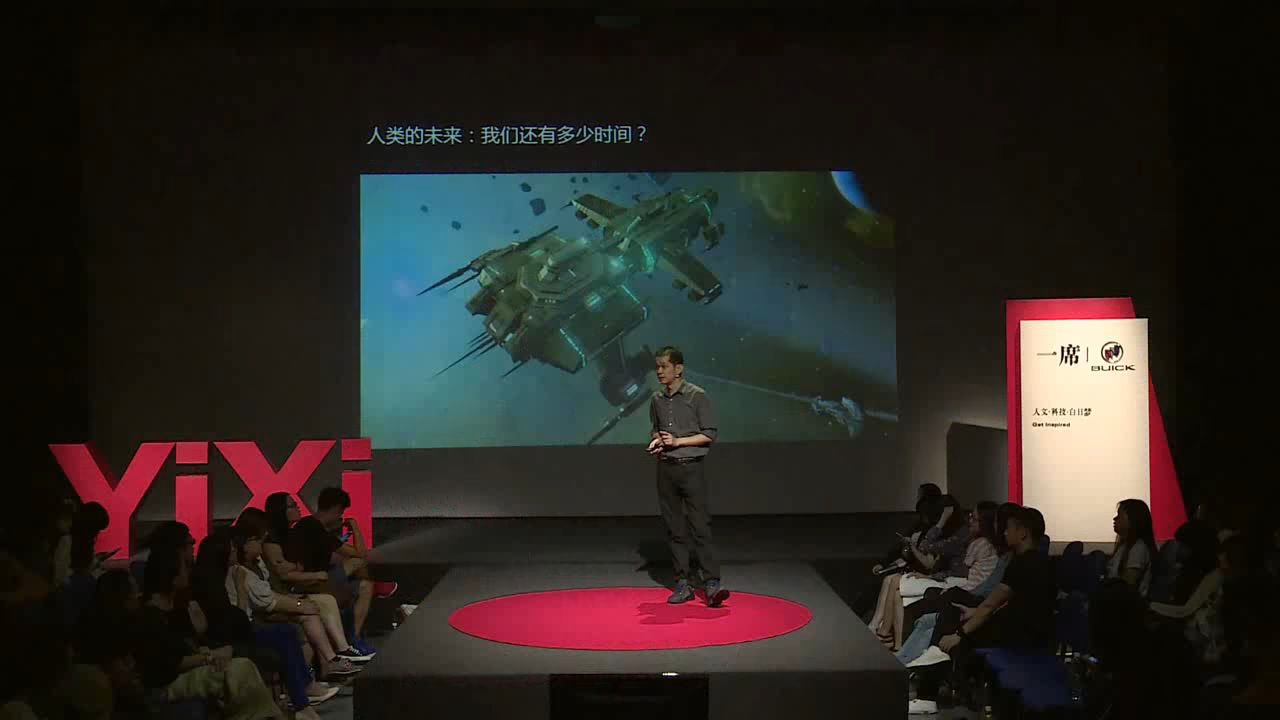 人类的未来：我们还有多少时间？
YiXi
一席 | BUICK
人文·科技·白日梦
Get Inspired